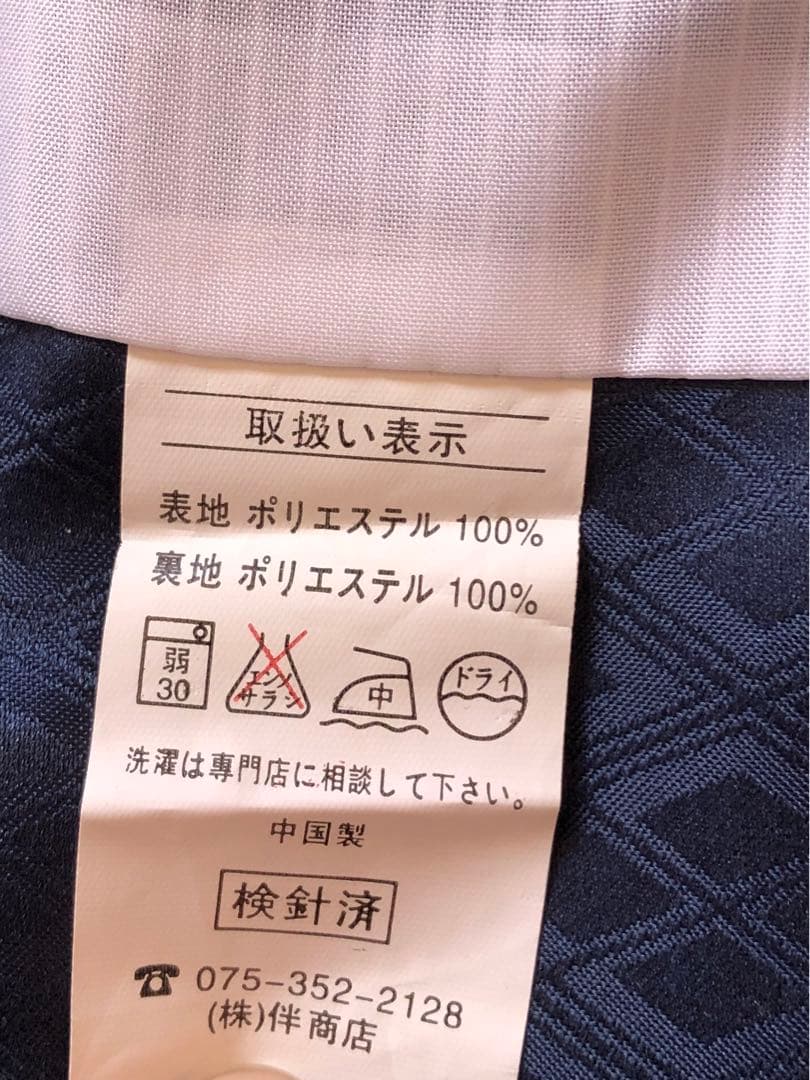 取扱い表示
表地 ポリエステル 100%
裏地 ポリエステル 100%
弱
30
エンソ
サラシ
中
ドライ
洗濯は専門店に相談して下さい。
中国製
検針済
☎ 075-352-2128
(株)伴商店